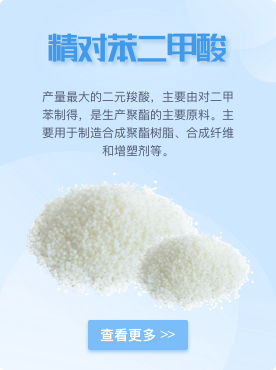 精对苯二甲酸
产量最大的二元羧酸，主要由对二甲
苯制得，是生产聚酯的主要原料。主
要用于制造合成聚酯树脂、合成纤维
和增塑剂等。
查看更多 >>